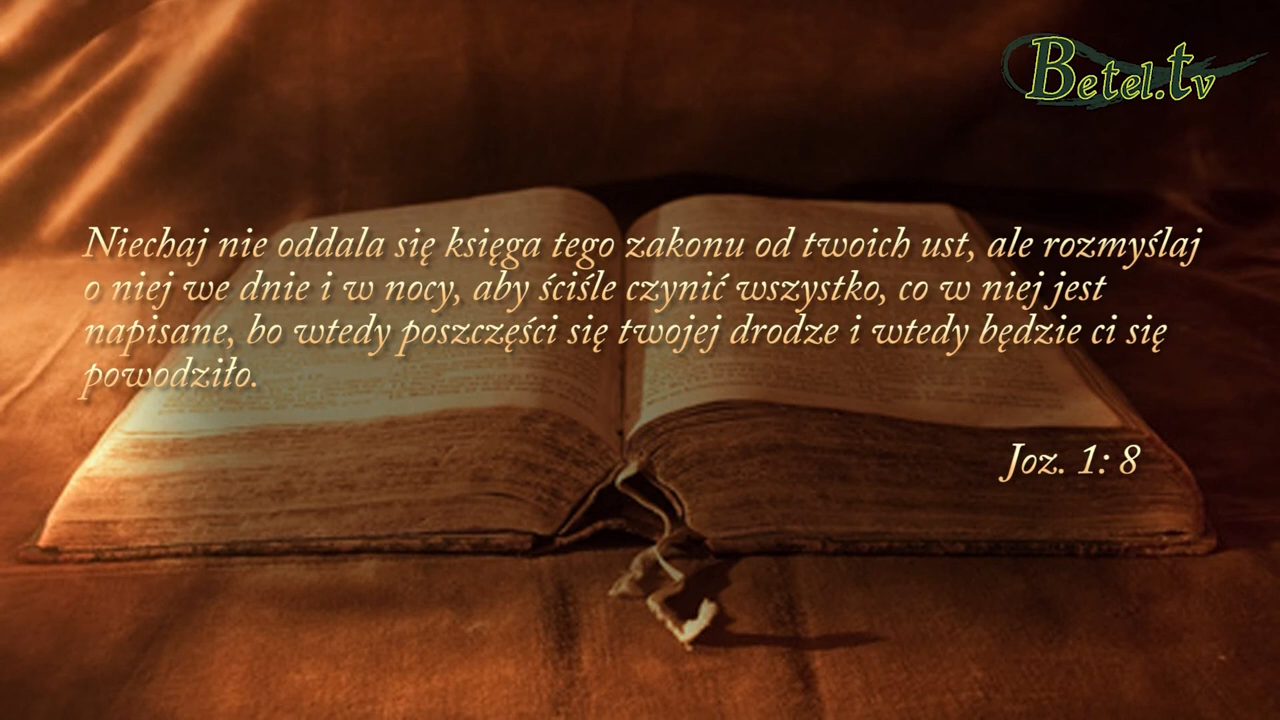 Betel.tv
Niechaj nie oddala się księga tego zakonu od twoich ust, ale rozmyślaj
o niej we dnie i w nocy, aby ściśle czynić wszystko, co w niej jest
napisane, bo wtedy poszczęści się twojej drodze i wtedy będzie ci się
powodziło.
Joz. 1: 8